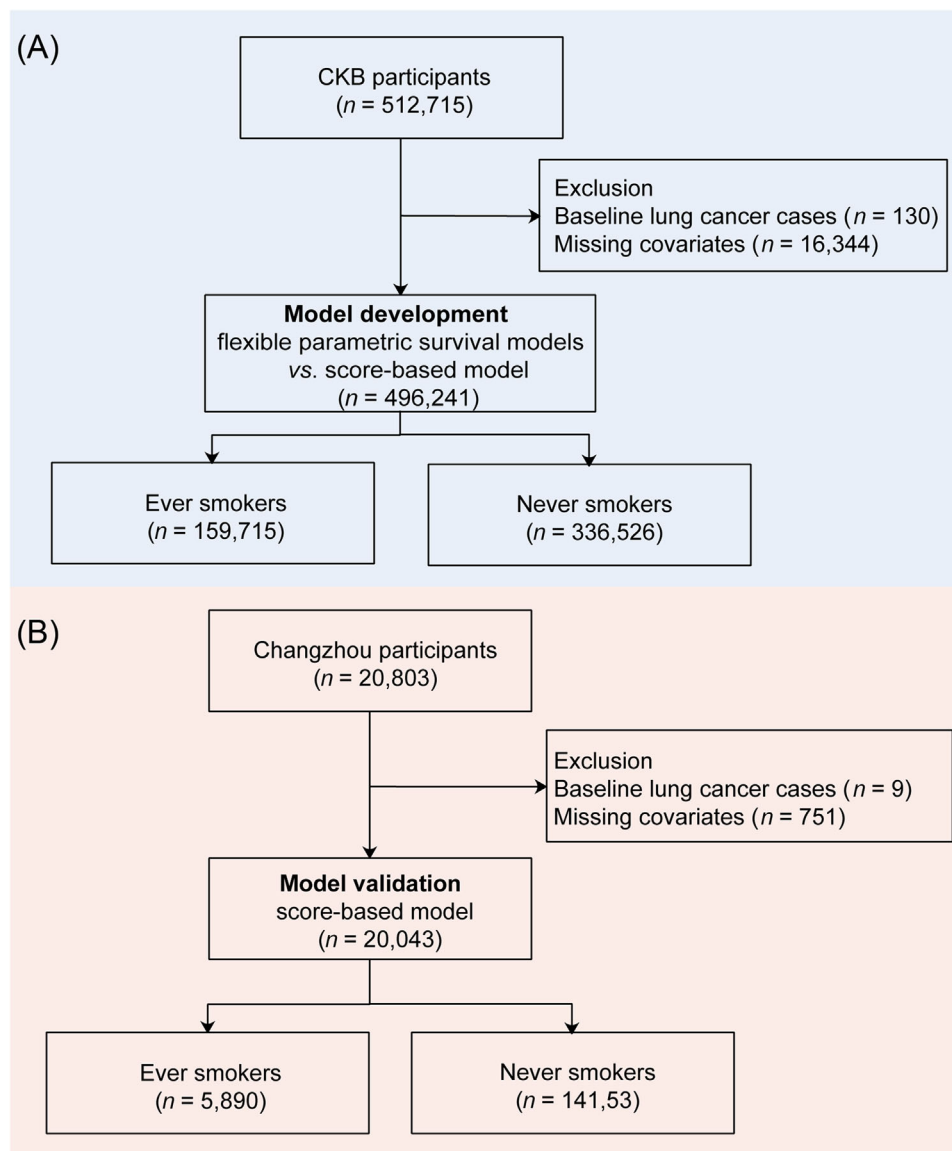 (A)
CKB participants
(n = 512,715)
Exclusion
Baseline lung cancer cases (n = 130)
Missing covariates (n = 16,344)
Model development
flexible parametric survival models
vs. score-based model
(n = 496,241)
Ever smokers
(n = 159,715)
Never smokers
(n = 336,526)
(B)
Changzhou participants
(n = 20,803)
Exclusion
Baseline lung cancer cases (n = 9)
Missing covariates (n = 751)
Model validation
score-based model
(n = 20,043)
Ever smokers
(n = 5,890)
Never smokers
(n = 141,53)